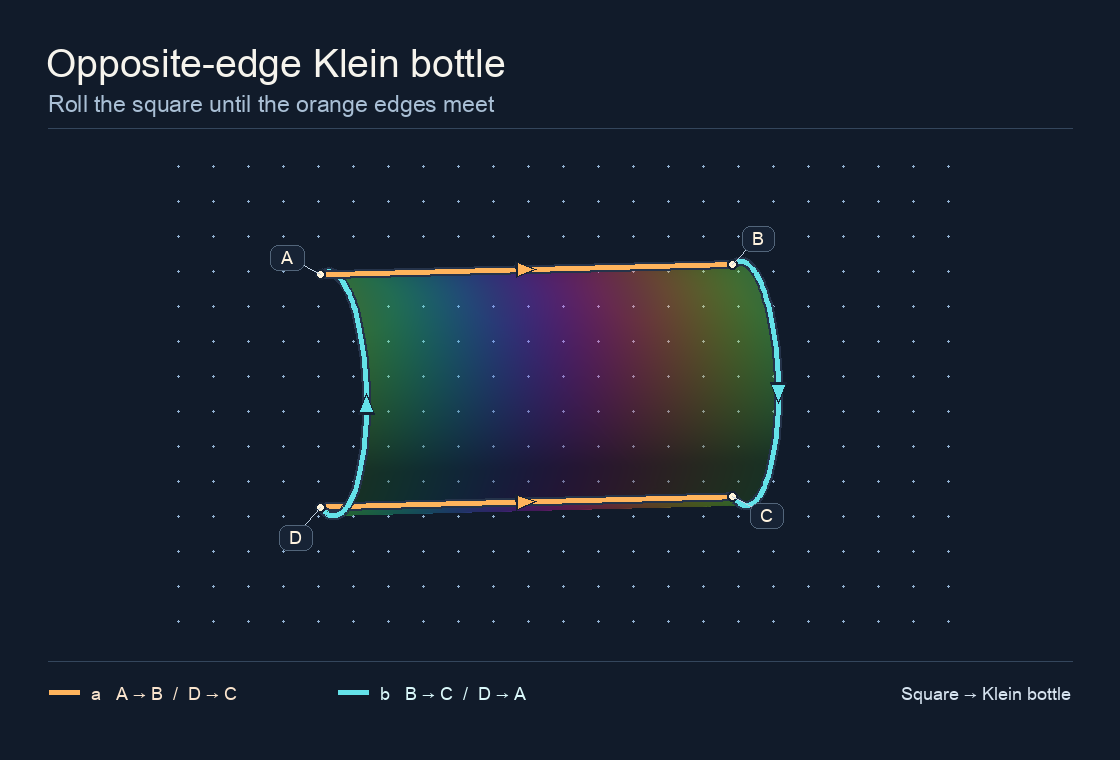 Opposite-edge Klein bottle
Roll the square until the orange edges meet
A
B
D
C
a A→B / D→C
b B→C / D→A
Square→Klein bottle